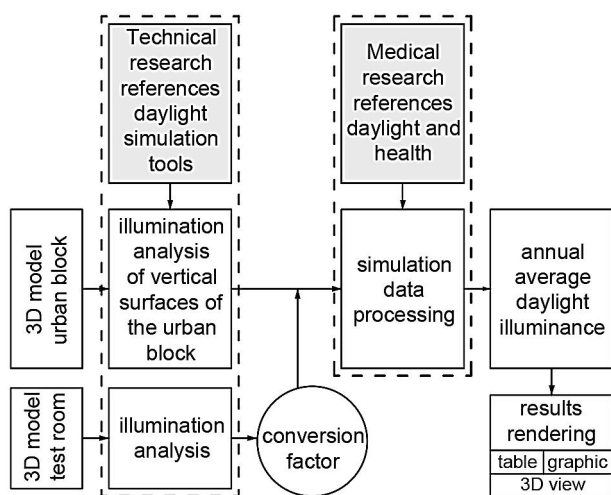 Technical
research
references
daylight
simulation
tools
Medical
research
references
daylight and
health
3D model
urban block
illumination
analysis
of vertical
surfaces of
the urban
block
simulation
data
processing
annual
average
daylight
illuminance
3D model
test room
illumination
analysis
conversion
factor
results
rendering
table graphic
3D view